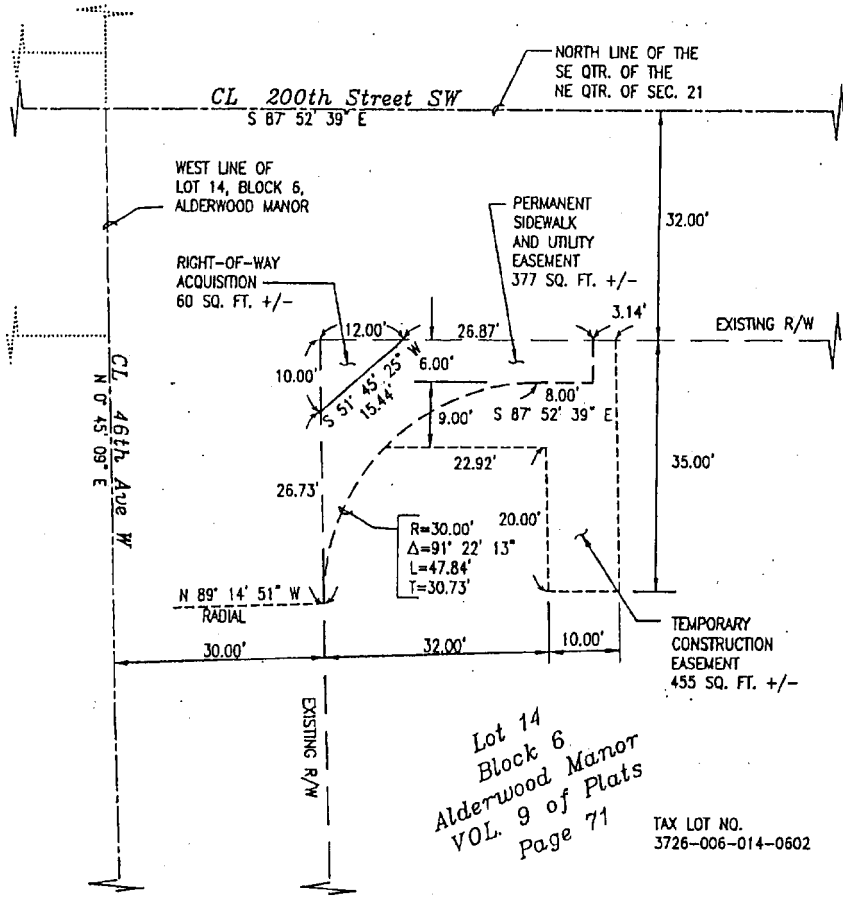 NORTH LINE OF THE
SE QTR. OF THE
NE QTR. OF SEC. 21
CL 200th Street SW
S 87° 52' 39" E
WEST LINE OF
LOT 14, BLOCK 6,
ALDERWOOD MANOR
PERMANENT
SIDEWALK
AND UTILITY
EASEMENT
377 SQ. FT. +/-
32.00'
RIGHT-OF-WAY
ACQUISITION
60 SQ. FT. +/-
3.14'
12.00'
26.87'
EXISTING R/W
10.00'
S 51° 45' 25" W
15.44'
6.00'
8.00'
9.00'
S 87° 52' 39" E
CL 46th Ave W
N 0° 45' 09" E
22.92'
35.00'
26.73'
20.00'
R=30.00'
Δ=91° 22' 13"
L=47.84'
T=30.73'
N 89° 14' 51" W
RADIAL
30.00'
32.00'
10.00'
TEMPORARY
CONSTRUCTION
EASEMENT
455 SQ. FT. +/-
EXISTING R/W
Lot 14
Block 6
Alderwood Manor
VOL. 9 of Plats
Page 71
TAX LOT NO.
3726-006-014-0602